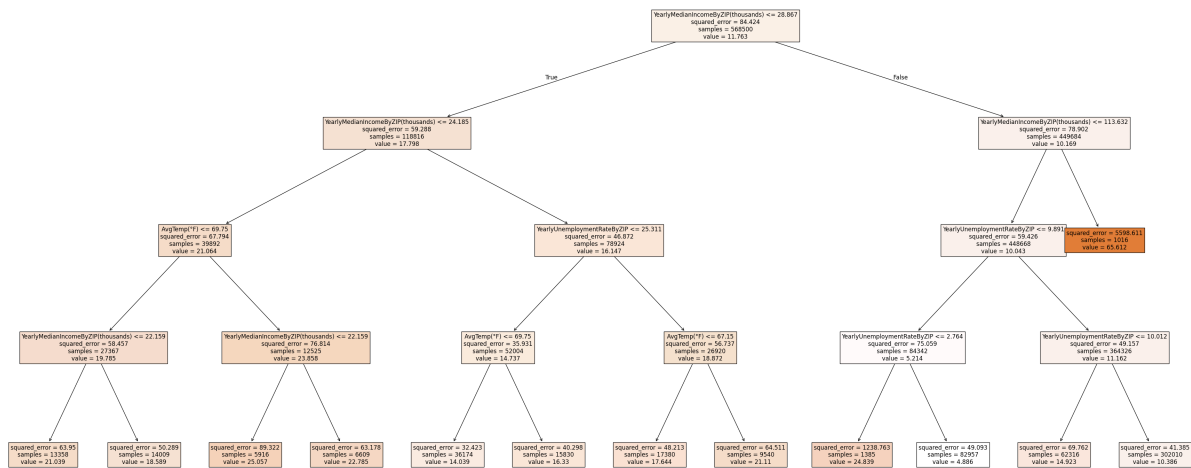 YearlyMedianIncomeByZIP(thousands) <= 28.867
squared_error = 84.424
samples = 568500
value = 11.763
True
False
YearlyMedianIncomeByZIP(thousands) <= 24.185
squared_error = 59.288
samples = 118816
value = 17.798
YearlyMedianIncomeByZIP(thousands) <= 113.632
squared_error = 78.902
samples = 449684
value = 10.169
AvgTemp(°F) <= 69.75
squared_error = 67.794
samples = 39892
value = 21.064
YearlyUnemploymentRateByZIP <= 25.311
squared_error = 46.872
samples = 78924
value = 16.147
YearlyUnemploymentRateByZIP <= 9.891
squared_error = 59.426
samples = 448668
value = 10.043
squared_error = 5598.611
samples = 1016
value = 65.612
YearlyMedianIncomeByZIP(thousands) <= 22.159
squared_error = 58.457
samples = 27367
value = 19.785
YearlyMedianIncomeByZIP(thousands) <= 22.159
squared_error = 76.814
samples = 12525
value = 23.858
AvgTemp(°F) <= 69.75
squared_error = 35.931
samples = 52004
value = 14.737
AvgTemp(°F) <= 67.15
squared_error = 56.737
samples = 26920
value = 18.872
YearlyUnemploymentRateByZIP <= 2.764
squared_error = 75.059
samples = 84342
value = 5.214
YearlyUnemploymentRateByZIP <= 10.012
squared_error = 49.157
samples = 364326
value = 11.162
squared_error = 63.95
samples = 13358
value = 21.039
squared_error = 50.289
samples = 14009
value = 18.589
squared_error = 89.322
samples = 5916
value = 25.057
squared_error = 63.178
samples = 6609
value = 22.785
squared_error = 32.423
samples = 36174
value = 14.039
squared_error = 40.298
samples = 15830
value = 16.33
squared_error = 48.213
samples = 17380
value = 17.644
squared_error = 64.511
samples = 9540
value = 21.11
squared_error = 1238.763
samples = 1385
value = 24.839
squared_error = 49.093
samples = 82957
value = 4.886
squared_error = 69.762
samples = 62316
value = 14.923
squared_error = 41.385
samples = 302010
value = 10.386